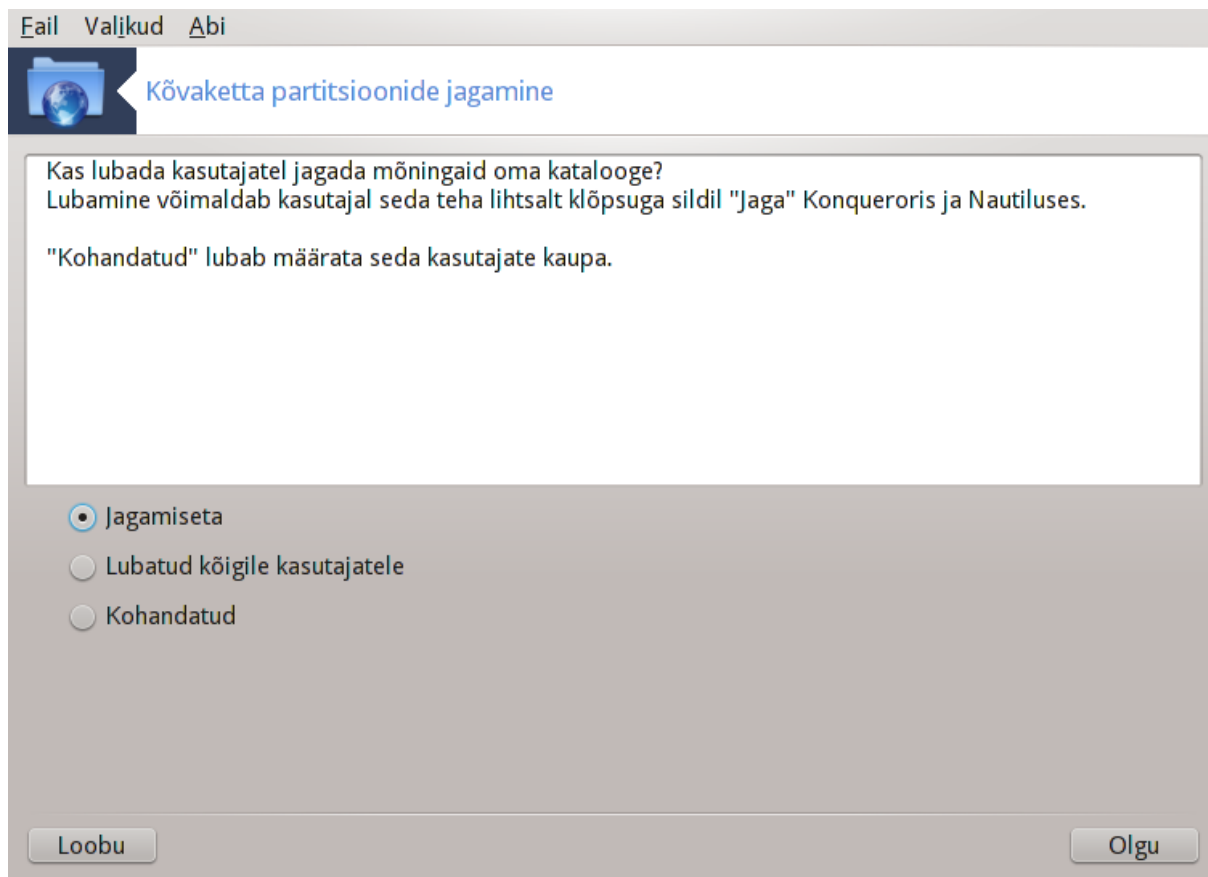 Fail Valikud Abi
Kõvaketta partitsioonide jagamine
Kas lubada kasutajatel jagada mõningaid oma katalooge?
Lubamine võimaldab kasutajal seda teha lihtsalt klõpsuga sildil "Jaga" Konqueroris ja Nautiluses.
"Kohandatud" lubab määrata seda kasutajate kaupa.
Jagamiseta
Lubatud kõigile kasutajatele
Kohandatud
Loobu Olgu